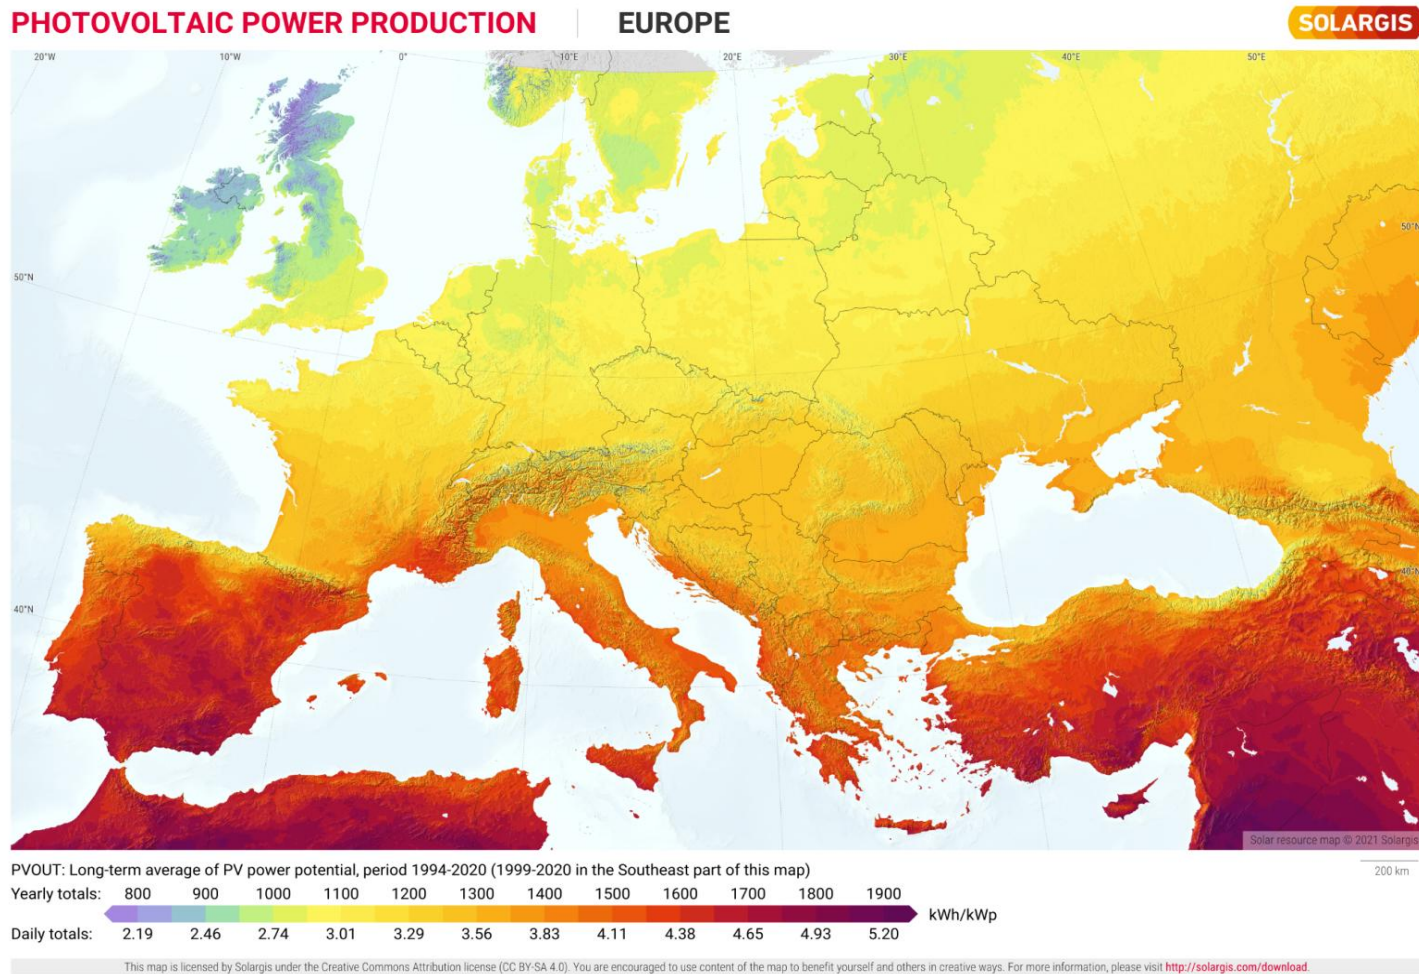 PHOTOVOLTAIC POWER PRODUCTION EUROPE SOLARGIS
20°W 10°W 0° 10°E 20°E 30°E 40°E 50°E
50°N
50°N
40°N
40°N
Solar resource map © 2021 Solargis
PVOUT: Long-term average of PV power potential, period 1994-2020 (1999-2020 in the Southeast part of this map)
200 km
Yearly totals: 800 900 1000 1100 1200 1300 1400 1500 1600 1700 1800 1900
kWh/kWp
Daily totals: 2.19 2.46 2.74 3.01 3.29 3.56 3.83 4.11 4.38 4.65 4.93 5.20
This map is licensed by Solargis under the Creative Commons Attribution license (CC BY-SA 4.0). You are encouraged to use content of the map to benefit yourself and others in creative ways. For more information, please visit http://solargis.com/download.